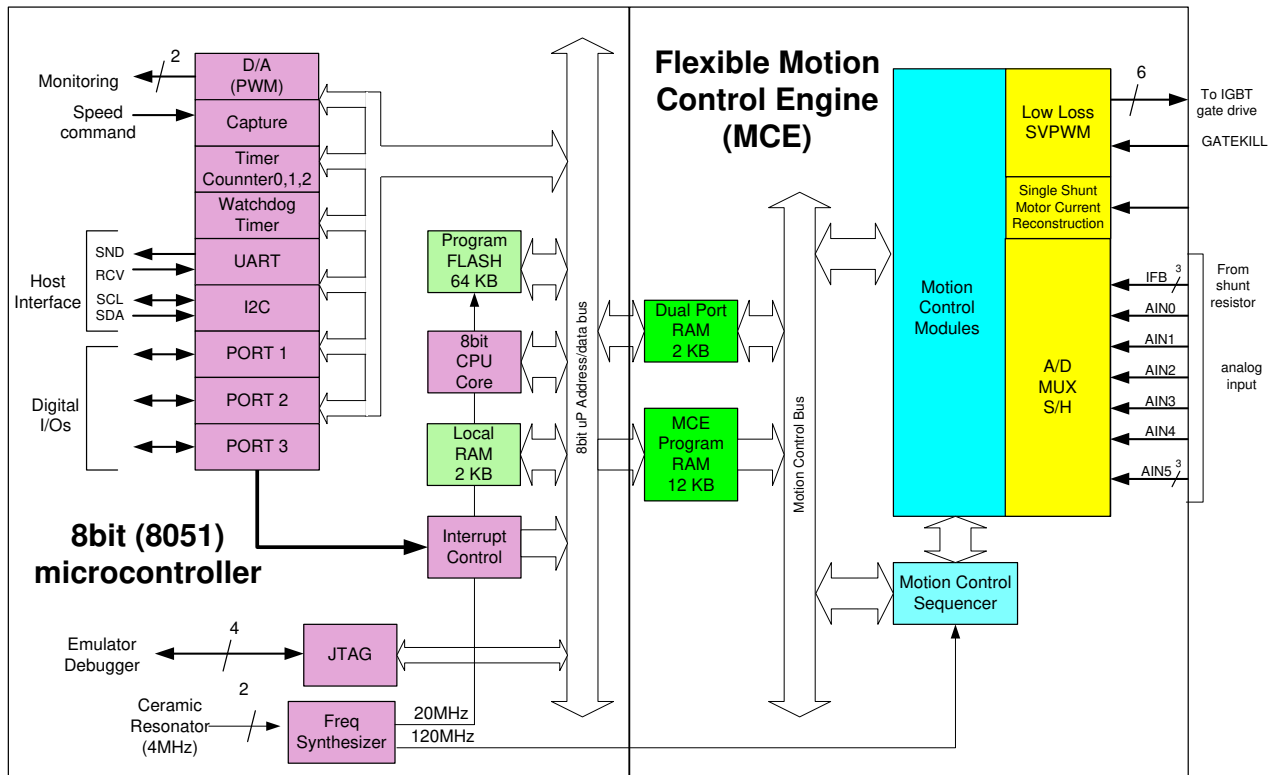 2
Monitoring
D/A
(PWM)
Speed
command
Capture
Timer
Counnter0,1,2
Watchdog
Timer
Host
Interface
SND
RCV
UART
SCL
SDA
I2C
Digital
I/Os
PORT 1
PORT 2
PORT 3
8bit (8051)
microcontroller
Program
FLASH
64 KB
8bit
CPU
Core
Local
RAM
2 KB
Interrupt
Control
Emulator
Debugger
4
JTAG
Ceramic
Resonator
(4MHz)
2
Freq
Synthesizer
20MHz
120MHz
8bit uP Address/data bus
Flexible Motion
Control Engine
(MCE)
Dual Port
RAM
2 KB
MCE
Program
RAM
12 KB
Motion Control Bus
Motion
Control
Modules
Low Loss
SVPWM
Single Shunt
Motor Current
Reconstruction
A/D
MUX
S/H
Motion Control
Sequencer
6
To IGBT
gate drive
GATEKILL
IFB
3
From
shunt
resistor
AIN0
AIN1
AIN2
analog
input
AIN3
AIN4
AIN5
3